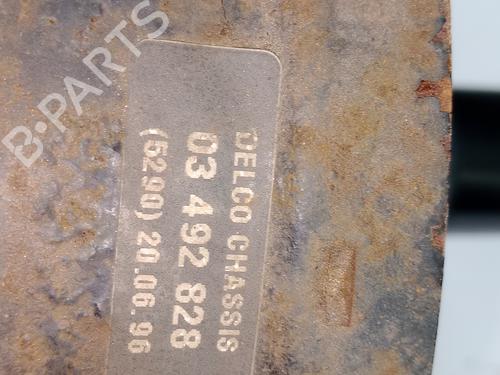 DELCO CHASSIS
03 492 828
(5290) 20.06.96
B-PARTS